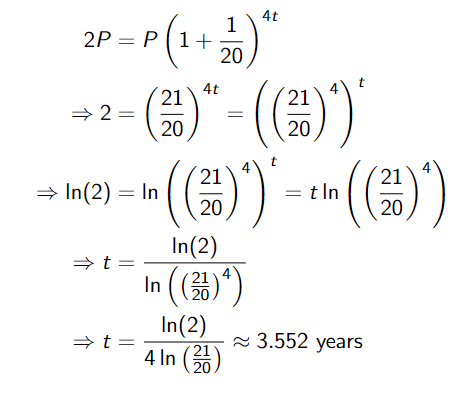 2P = P(1 + 1/20)^{4t}
⇒ 2 = (21/20)^{4t} = ((21/20)^4)^t
⇒ ln(2) = ln((21/20)^4)^t = t ln((21/20)^4)
⇒ t = ln(2) / ln((21/20)^4)
⇒ t = ln(2) / 4 ln(21/20) ≈ 3.552 years